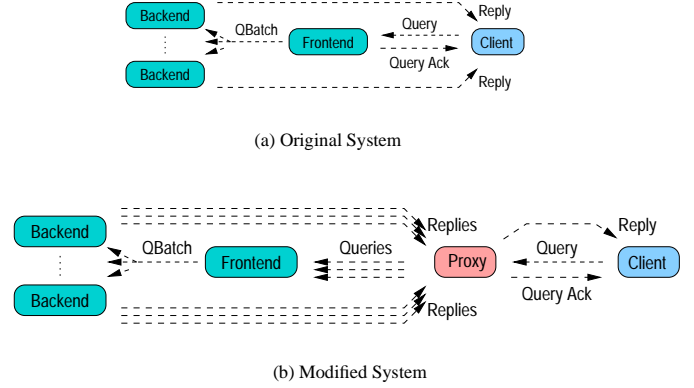 Backend
Reply
QBatch
Query
Frontend
Client
Query Ack
Backend
Reply
(a) Original System
Backend
Replies
Reply
QBatch
Queries
Query
Frontend
Proxy
Client
Query Ack
Backend
Replies
(b) Modified System